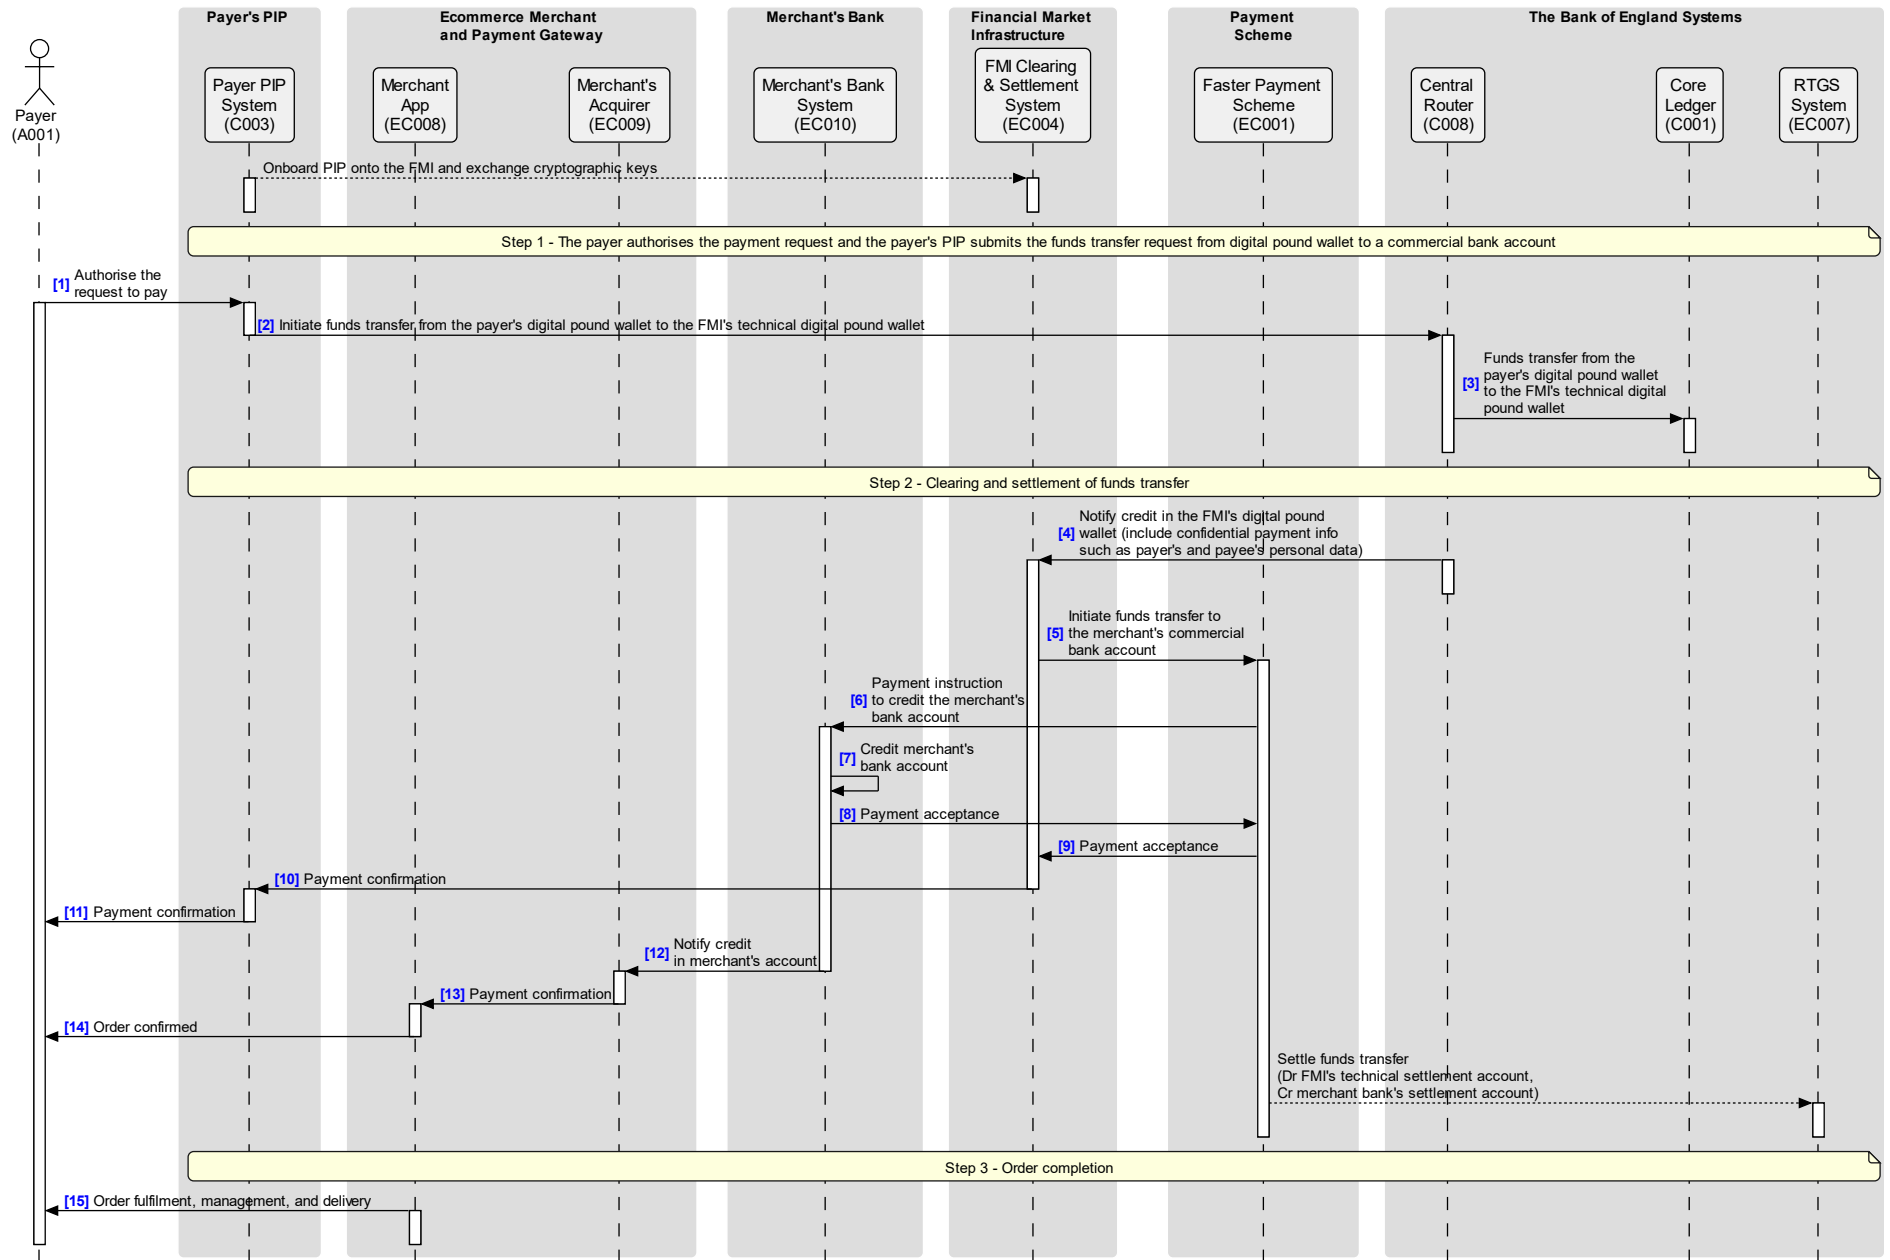 Payer's PIP
Ecommerce Merchant
and Payment Gateway
Merchant's Bank
Financial Market
Infrastructure
Payment
Scheme
The Bank of England Systems
Payer
(A001)
Payer PIP
System
(C003)
Merchant
App
(EC008)
Merchant's
Acquirer
(EC009)
Merchant's Bank
System
(EC010)
FMI Clearing
& Settlement
System
(EC004)
Faster Payment
Scheme
(EC001)
Central
Router
(C008)
Core
Ledger
(C001)
RTGS
System
(EC007)
Onboard PIP onto the FMI and exchange cryptographic keys
Step 1 - The payer authorises the payment request and the payer's PIP submits the funds transfer request from digital pound wallet to a commercial bank account
[1] Authorise the
request to pay
[2] Initiate funds transfer from the payer's digital pound wallet to the FMI's technical digital pound wallet
Funds transfer from the
payer's digital pound wallet
[3] to the FMI's technical digital
pound wallet
Step 2 - Clearing and settlement of funds transfer
Notify credit in the FMI's digital pound
[4] wallet (include confidential payment info
such as payer's and payee's personal data)
Initiate funds transfer to
[5] the merchant's commercial
bank account
Payment instruction
[6] to credit the merchant's
bank account
[7] Credit merchant's
bank account
[8] Payment acceptance
[9] Payment acceptance
[10] Payment confirmation
[11] Payment confirmation
[12] Notify credit
in merchant's account
[13] Payment confirmation
[14] Order confirmed
Settle funds transfer
(Dr FMI's technical settlement account,
Cr merchant bank's settlement account)
Step 3 - Order completion
[15] Order fulfilment, management, and delivery